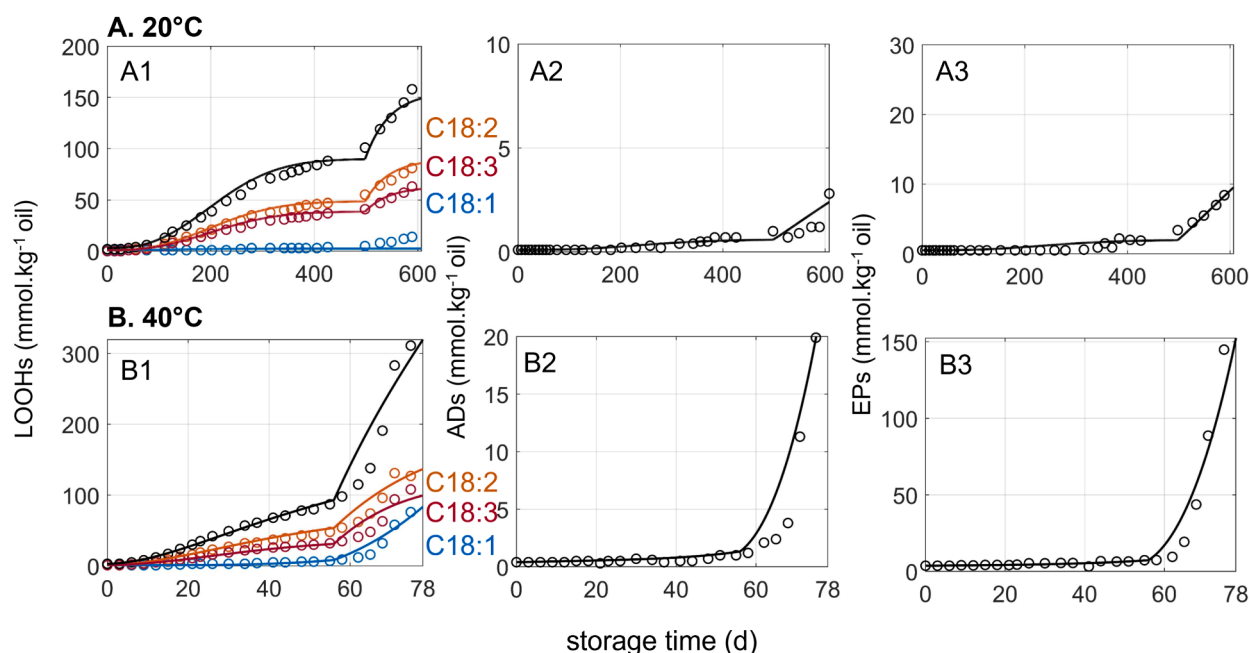 A. 20°C
LOOHs (mmol.kg⁻¹ oil)
A1
200
150
100
50
0
0 200 400 600
C18:2
C18:3
C18:1
ADs (mmol.kg⁻¹ oil)
A2
10
5
0
0 100 200 300 400 500 600
EPs (mmol.kg⁻¹ oil)
A3
30
20
10
0
0 200 400 600
B. 40°C
B1
300
200
100
0
0 20 40 60 78
C18:2
C18:3
C18:1
B2
20
15
10
5
0
0 20 40 60 78
B3
150
100
50
0
0 20 40 60 78
storage time (d)